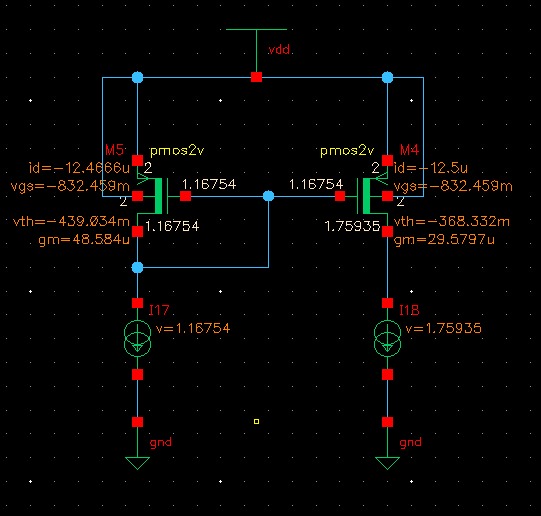 vdd
M5
pmos2v
pmos2v
M4
id=-12.4666u
2
2
id=-12.5u
vgs=-832.459m
1.16754
1.16754
vgs=-832.459m
2
2
vth=-439.034m
1.16754
1.75935
vth=-368.332m
gm=48.584u
gm=29.5797u
I17
v=1.16754
I18
v=1.75935
gnd
gnd